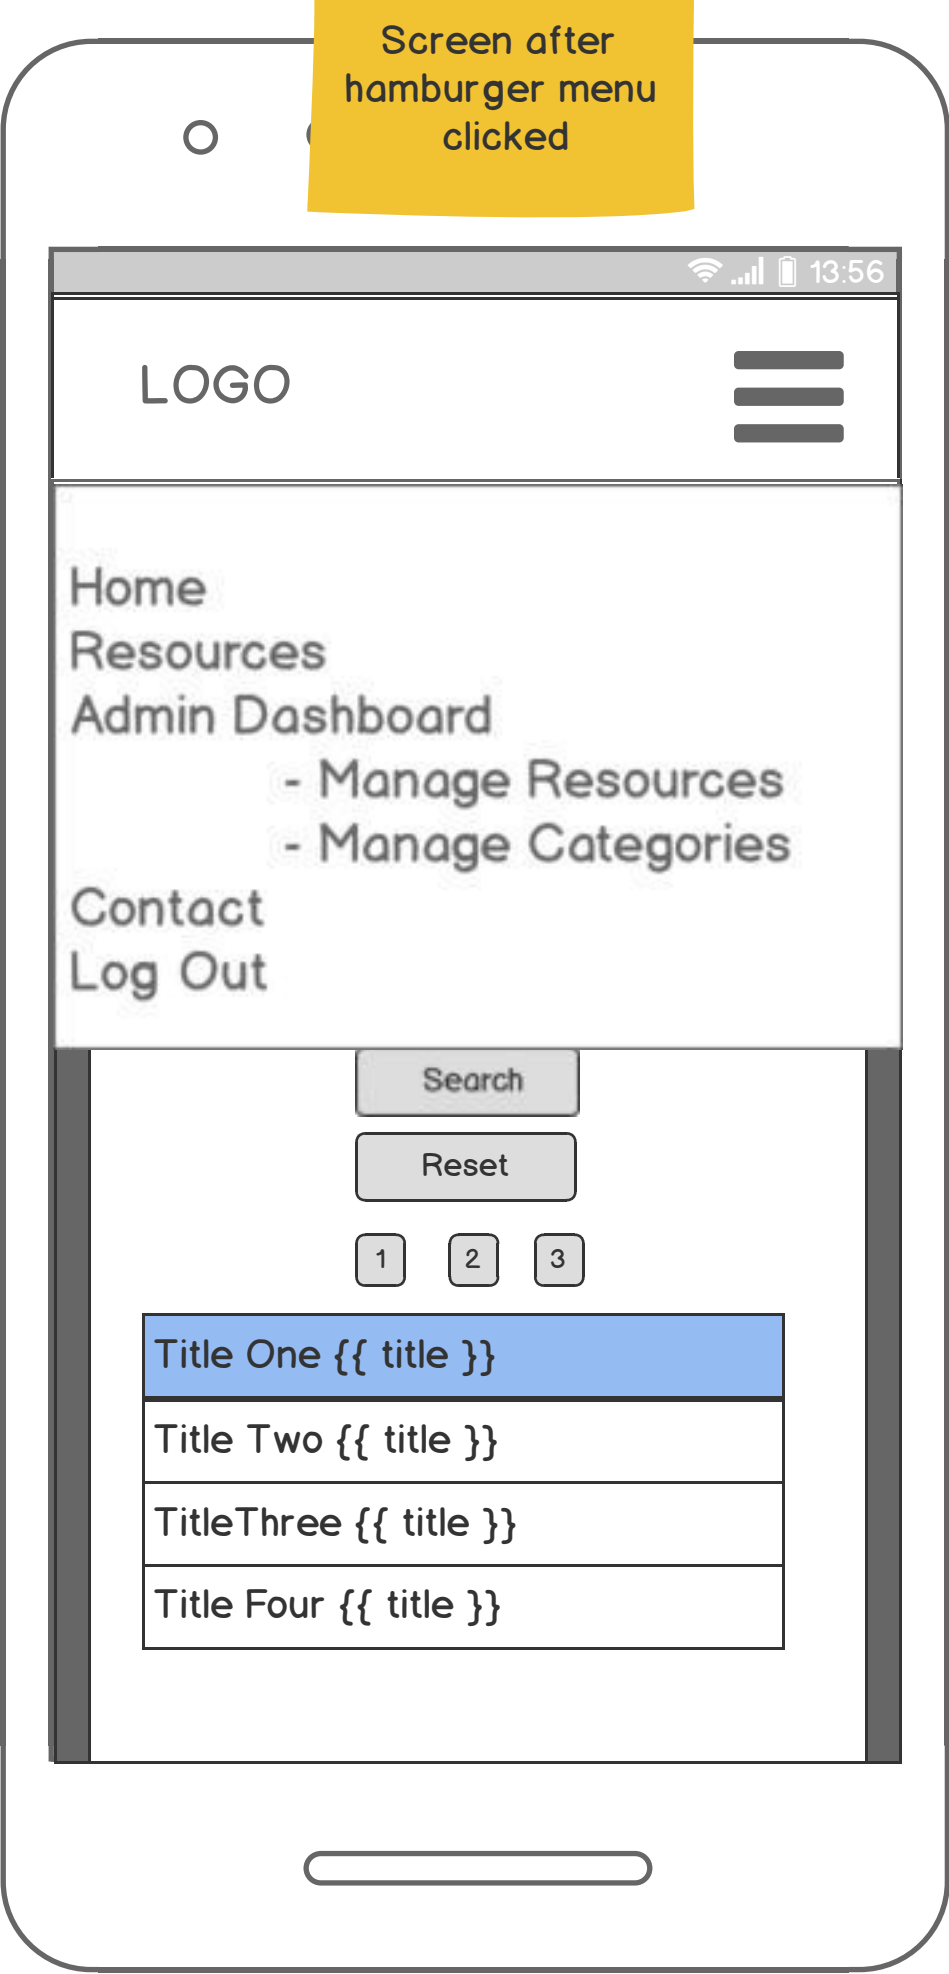 Screen after
hamburger menu
clicked
13:56
LOGO
Home
Resources
Admin Dashboard
- Manage Resources
- Manage Categories
Contact
Log Out
Search
Reset
1 2 3
Title One {{ title }}
Title Two {{ title }}
TitleThree {{ title }}
Title Four {{ title }}